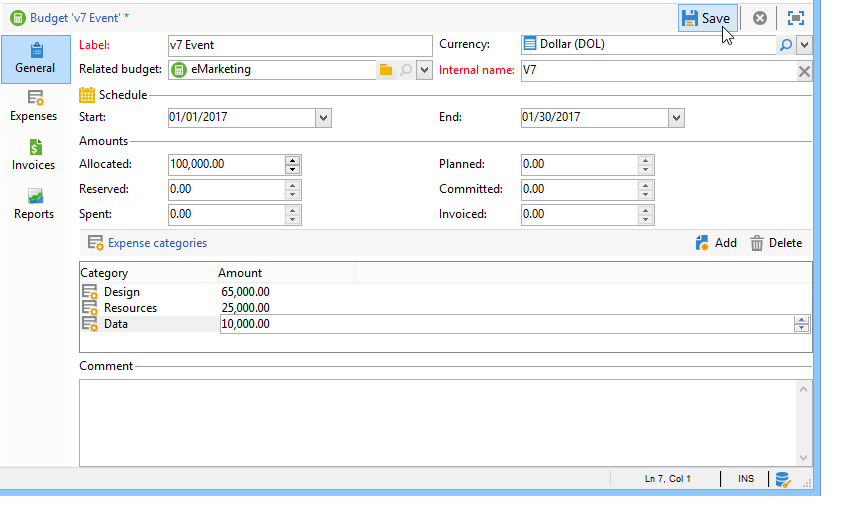 Budget 'v7 Event' *
Save
General
Expenses
Invoices
Reports
Label: v7 Event Currency: Dollar (DOL)
Related budget: eMarketing Internal name: V7
Schedule
Start: 01/01/2017 End: 01/30/2017
Amounts
Allocated: 100,000.00 Planned: 0.00
Reserved: 0.00 Committed: 0.00
Spent: 0.00 Invoiced: 0.00
Expense categories Add Delete
Category Amount
Design 65,000.00
Resources 25,000.00
Data 10,000.00
Comment
Ln 7, Col 1 INS